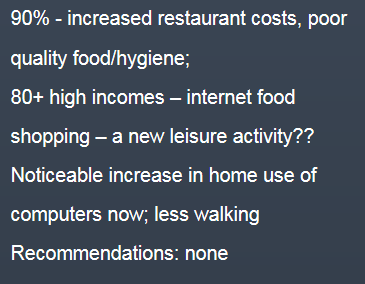 90% - increased restaurant costs, poor
quality food/hygiene;
80+ high incomes – internet food
shopping – a new leisure activity??
Noticeable increase in home use of
computers now; less walking
Recommendations: none